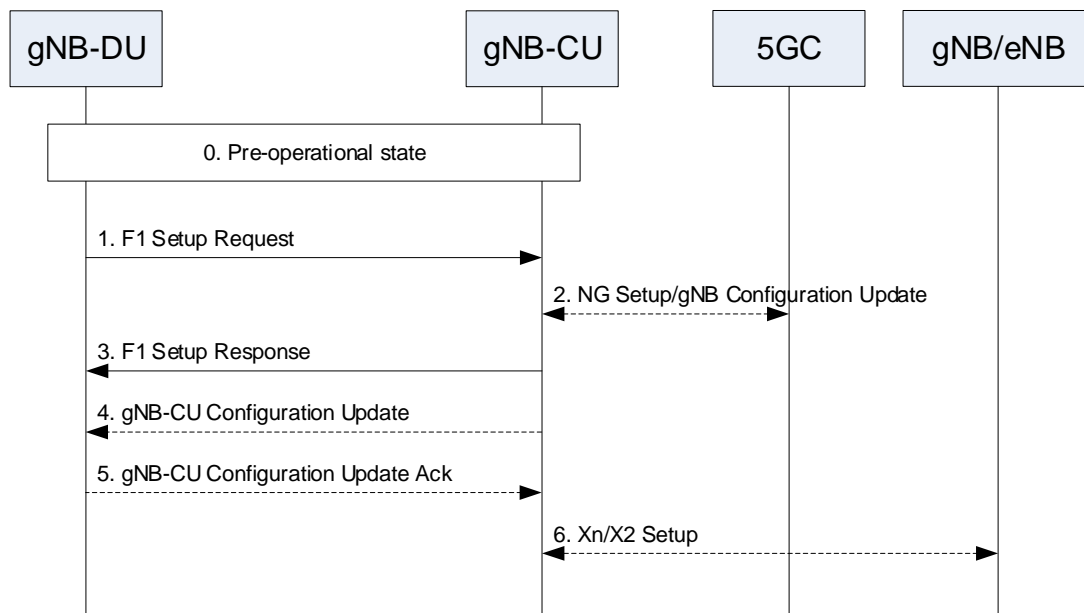 gNB-DU
gNB-CU
5GC
gNB/eNB
0. Pre-operational state
1. F1 Setup Request
2. NG Setup/gNB Configuration Update
3. F1 Setup Response
4. gNB-CU Configuration Update
5. gNB-CU Configuration Update Ack
6. Xn/X2 Setup